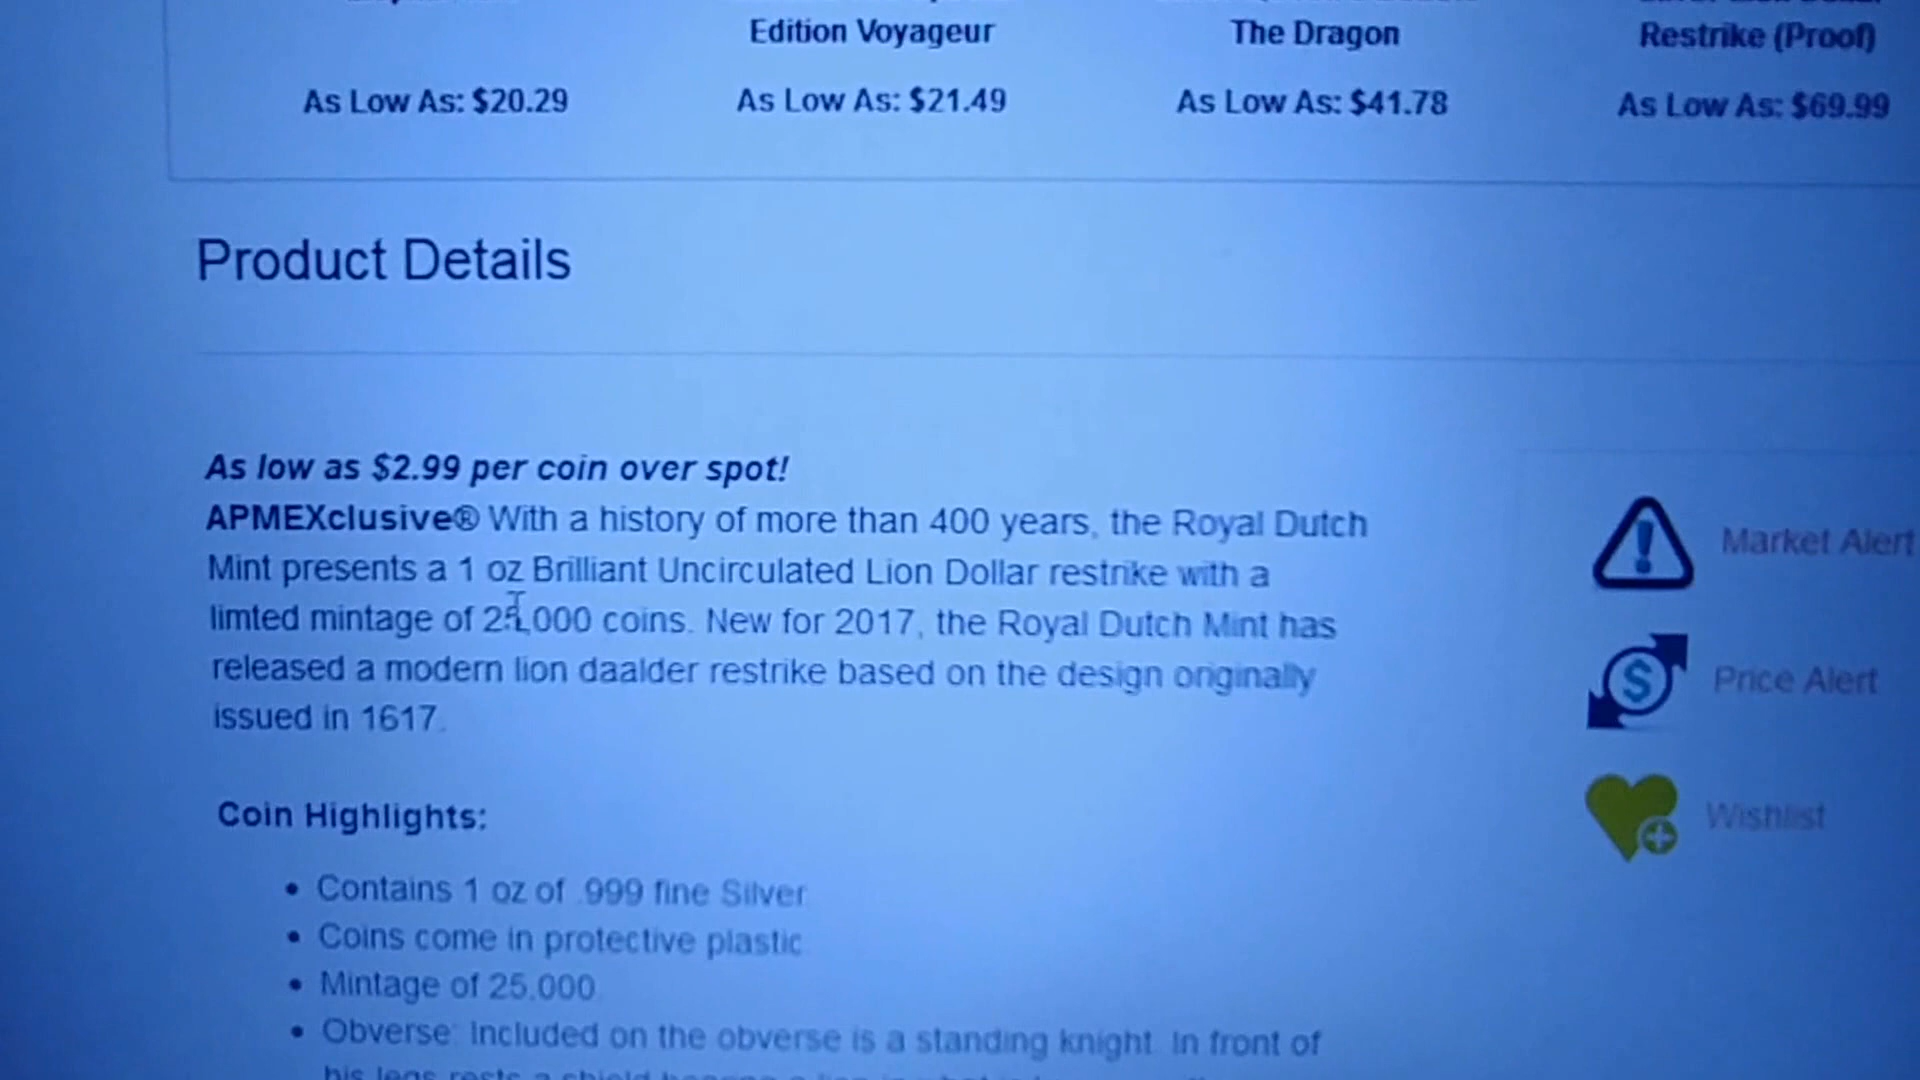 Edition Voyageur
The Dragon
Restrike (Proof)
As Low As: $20.29
As Low As: $21.49
As Low As: $41.78
As Low As: $69.99
Product Details
As low as $2.99 per coin over spot!
APMEXclusive® With a history of more than 400 years, the Royal Dutch
Mint presents a 1 oz Brilliant Uncirculated Lion Dollar restrike with a
limted mintage of 25,000 coins. New for 2017, the Royal Dutch Mint has
released a modern lion daalder restrike based on the design originally
issued in 1617.
Market Alert
Price Alert
Wishlist
Coin Highlights:
• Contains 1 oz of .999 fine Silver.
• Coins come in protective plastic.
• Mintage of 25,000.
• Obverse: Included on the obverse is a standing knight. In front of
his legs rests a shield